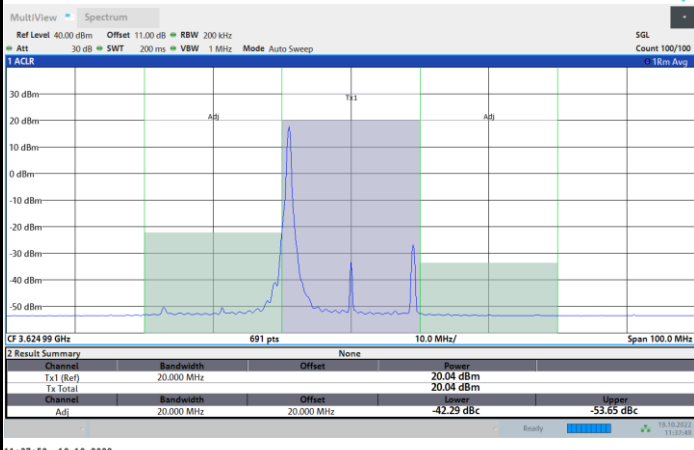 MultiView Spectrum
Ref Level 40.00 dBm Offset 11.00 dB RBW 200 kHz SGL
Att 30 dB SWT 200 ms VBW 1 MHz Mode Auto Sweep Count 100/100
1 ACLR 1Rm Avg
30 dBm
Tx1
20 dBm
Adj Adj
10 dBm
0 dBm
-10 dBm
-20 dBm
-30 dBm
-40 dBm
-50 dBm
CF 3.624 99 GHz 691 pts 10.0 MHz/ Span 100.0 MHz
2 Result Summary None
Channel Bandwidth Offset Power
Tx1 (Ref) 20.000 MHz 20.04 dBm
Tx Total 20.04 dBm
Channel Bandwidth Offset Lower Upper
Adj 20.000 MHz 20.000 MHz -42.29 dBc -53.65 dBc
Ready 19.10.2022